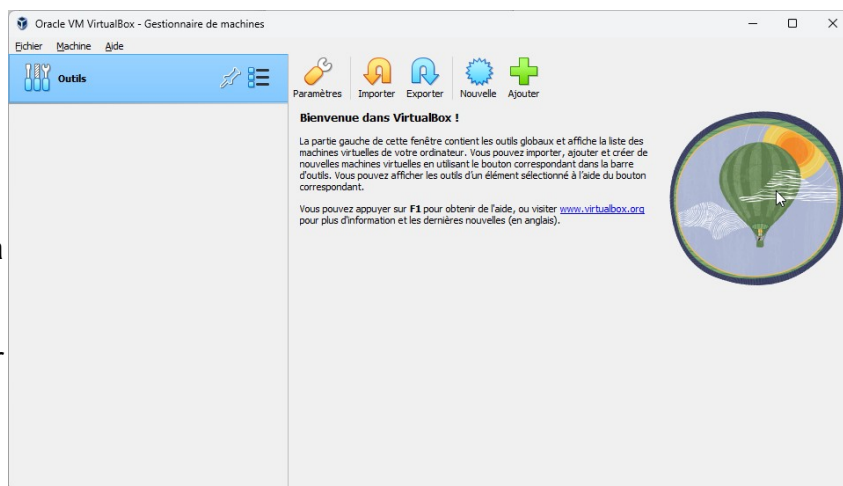 Oracle VM VirtualBox - Gestionnaire de machines
Fichier Machine Aide
Outils
Paramètres Importer Exporter Nouvelle Ajouter
Bienvenue dans VirtualBox !
La partie gauche de cette fenêtre contient les outils globaux et affiche la liste des
machines virtuelles de votre ordinateur. Vous pouvez importer, ajouter et créer de
nouvelles machines virtuelles en utilisant le bouton correspondant dans la barre
d'outils. Vous pouvez afficher les outils d'un élément sélectionné à l'aide du bouton
correspondant.
Vous pouvez appuyer sur F1 pour obtenir de l'aide, ou visiter www.virtualbox.org
pour plus d'information et les dernières nouvelles (en anglais).